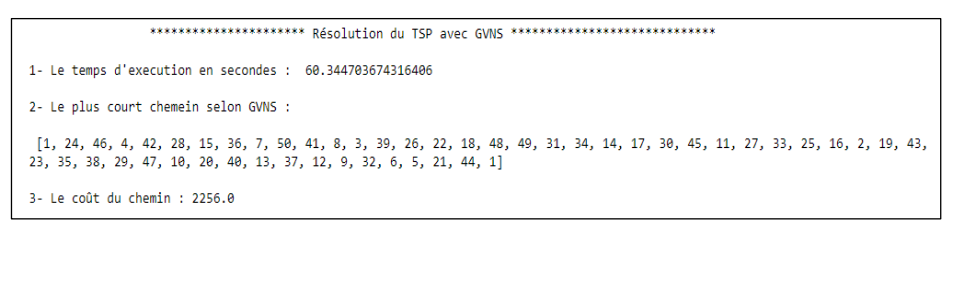 ********************** Résolution du TSP avec GVNS *****************************
1- Le temps d'execution en secondes :  60.344703674316406
2- Le plus court chemein selon GVNS :
[1, 24, 46, 4, 42, 28, 15, 36, 7, 50, 41, 8, 3, 39, 26, 22, 18, 48, 49, 31, 34, 14, 17, 30, 45, 11, 27, 33, 25, 16, 2, 19, 43,
23, 35, 38, 29, 47, 10, 20, 40, 13, 37, 12, 9, 32, 6, 5, 21, 44, 1]
3- Le coût du chemin : 2256.0